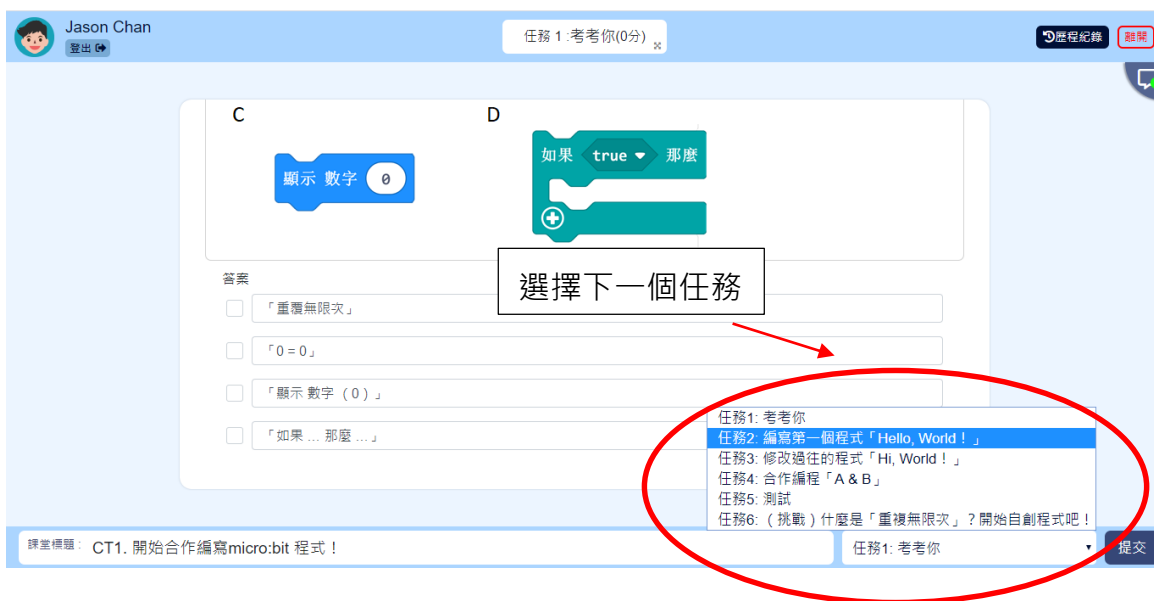 Jason Chan
登出
任務 1 :考考你(0分)
歷程紀錄
離開
C
D
顯示 數字 0
如果 true 那麼
選擇下一個任務
答案
「重覆無限次」
「0 = 0」
「顯示 數字 ( 0 ) 」
「如果 ... 那麼 ...」
任務1: 考考你
任務2: 編寫第一個程式「Hello, World！」
任務3: 修改過往的程式「Hi, World！」
任務4: 合作編程「A & B」
任務5: 測試
任務6: （挑戰）什麼是「重複無限次」？開始自創程式吧！
課堂標題： CT1. 開始合作編寫micro:bit 程式！
任務1: 考考你
提交